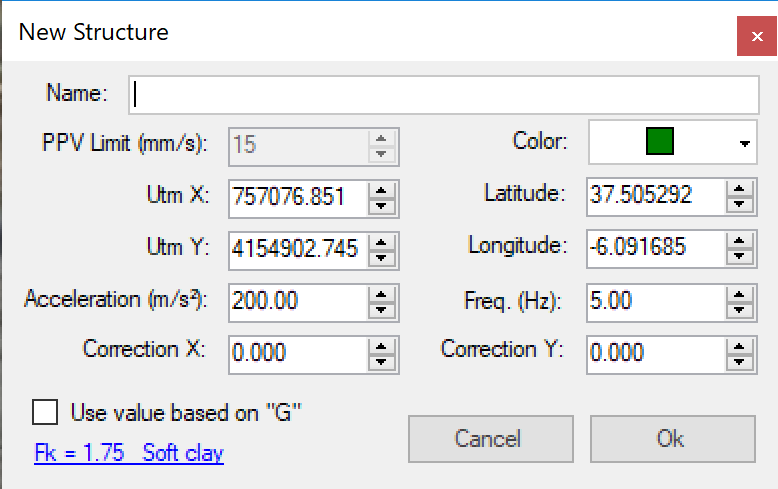 New Structure
Name:
PPV Limit (mm/s): 15 Color:
Utm X: 757076.851 Latitude: 37.505292
Utm Y: 4154902.745 Longitude: -6.091685
Acceleration (m/s²): 200.00 Freq. (Hz): 5.00
Correction X: 0.000 Correction Y: 0.000
Use value based on "G"
Fk = 1.75 Soft clay
Cancel Ok